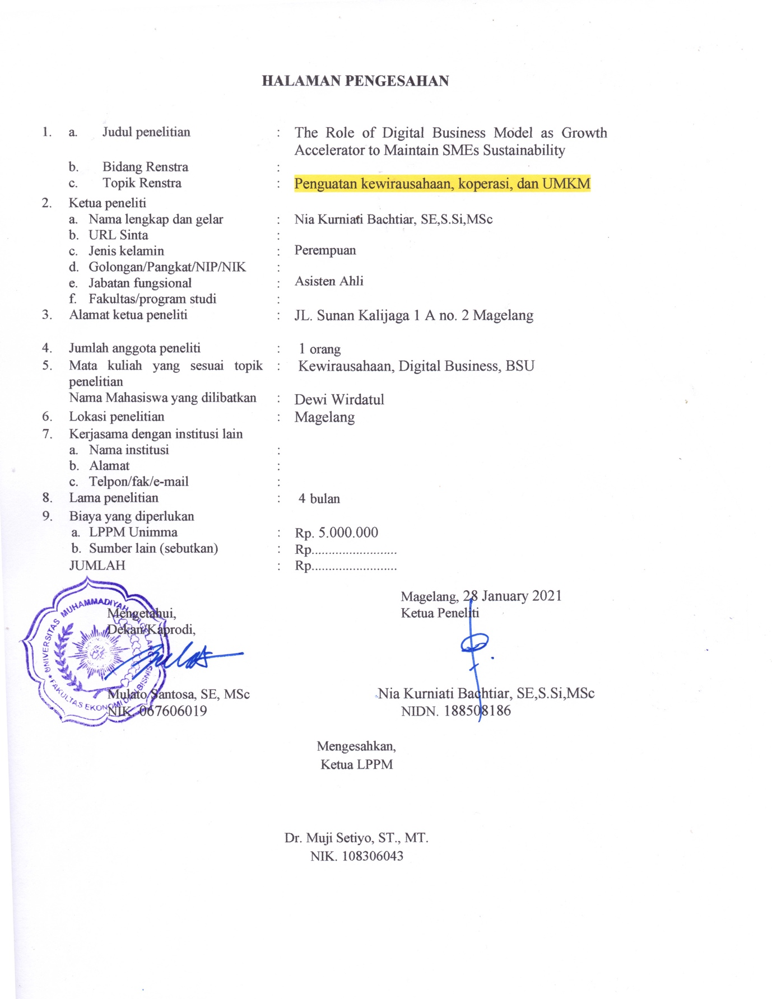 HALAMAN PENGESAHAN
1. a. Judul penelitian : The Role of Digital Business Model as Growth
Accelerator to Maintain SMEs Sustainability
b. Bidang Renstra :
c. Topik Renstra : Penguatan kewirausahaan, koperasi, dan UMKM
2. Ketua peneliti
a. Nama lengkap dan gelar : Nia Kurniati Bachtiar, SE,S.Si,MSc
b. URL Sinta :
c. Jenis kelamin : Perempuan
d. Golongan/Pangkat/NIP/NIK :
e. Jabatan fungsional : Asisten Ahli
f. Fakultas/program studi :
3. Alamat ketua peneliti : JL. Sunan Kalijaga 1 A no. 2 Magelang
4. Jumlah anggota peneliti : 1 orang
5. Mata kuliah yang sesuai topik : Kewirausahaan, Digital Business, BSU
penelitian
Nama Mahasiswa yang dilibatkan : Dewi Wirdatul
6. Lokasi penelitian : Magelang
7. Kerjasama dengan institusi lain
a. Nama institusi :
b. Alamat :
c. Telpon/fak/e-mail :
8. Lama penelitian : 4 bulan
9. Biaya yang diperlukan
a. LPPM Unimma : Rp. 5.000.000
b. Sumber lain (sebutkan) : Rp.........................
JUMLAH : Rp.........................
Magelang, 28 January 2021
Mengetahui, Ketua Peneliti
Dekan/Kaprodi,
UNIVERSITAS MUHAMMADIYAH MAGELANG
FAKULTAS EKONOMI DAN BISNIS
Mulato Santosa, SE, MSc Nia Kurniati Bachtiar, SE,S.Si,MSc
NIK. 067606019 NIDN. 188508186
Mengesahkan,
Ketua LPPM
Dr. Muji Setiyo, ST., MT.
NIK. 108306043